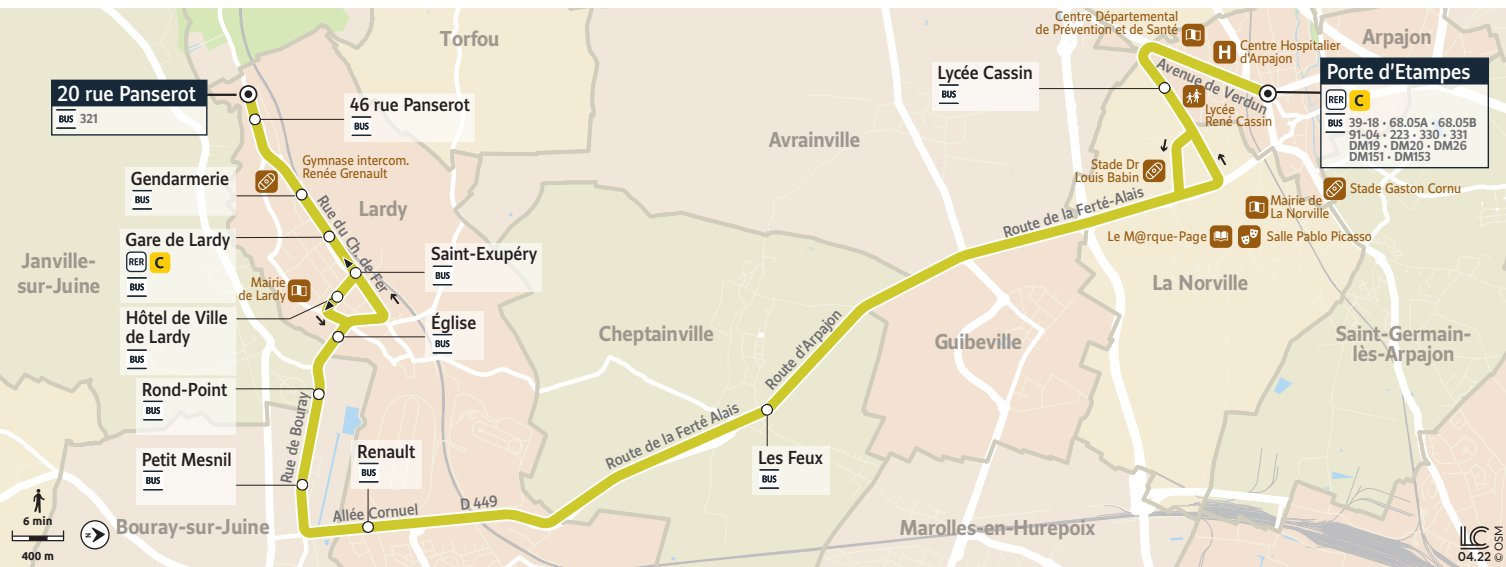 Torfou
Centre Départemental
de Prévention et de Santé
H
Centre Hospitalier
d'Arpajon
Arpajon
20 rue Panserot
BUS 321
46 rue Panserot
BUS
Lycée Cassin
BUS
Avenue de Verdun
Lycée
René Cassin
Porte d'Etampes
RER C
BUS 39-18 • 68.05A • 68.05B
91-04 • 223 • 330 • 331
DM19 • DM20 • DM26
DM151 • DM153
Avrainville
Gymnase intercom.
Renée Grenault
Gendarmerie
BUS
Rue du Ch. de Fer
Lardy
Stade Dr
Louis Babin
Stade Gaston Cornu
Mairie de
La Norville
Route de la Ferté-Alais
Le M@rque-Page
Salle Pablo Picasso
Gare de Lardy
RER C
BUS
Saint-Exupéry
BUS
Janville-
sur-Juine
Mairie
de Lardy
La Norville
Hôtel de Ville
de Lardy
BUS
Église
BUS
Cheptainville
Route d'Arpajon
Guibeville
Saint-Germain-
lès-Arpajon
Rond-Point
BUS
Rue de Bouray
Route de la Ferté Alais
Petit Mesnil
BUS
Renault
BUS
Les Feux
BUS
Allée Cornuel
D 449
6 min
400 m
N
Bouray-sur-Juine
Marolles-en-Hurepoix
LC
04.22
© OSM